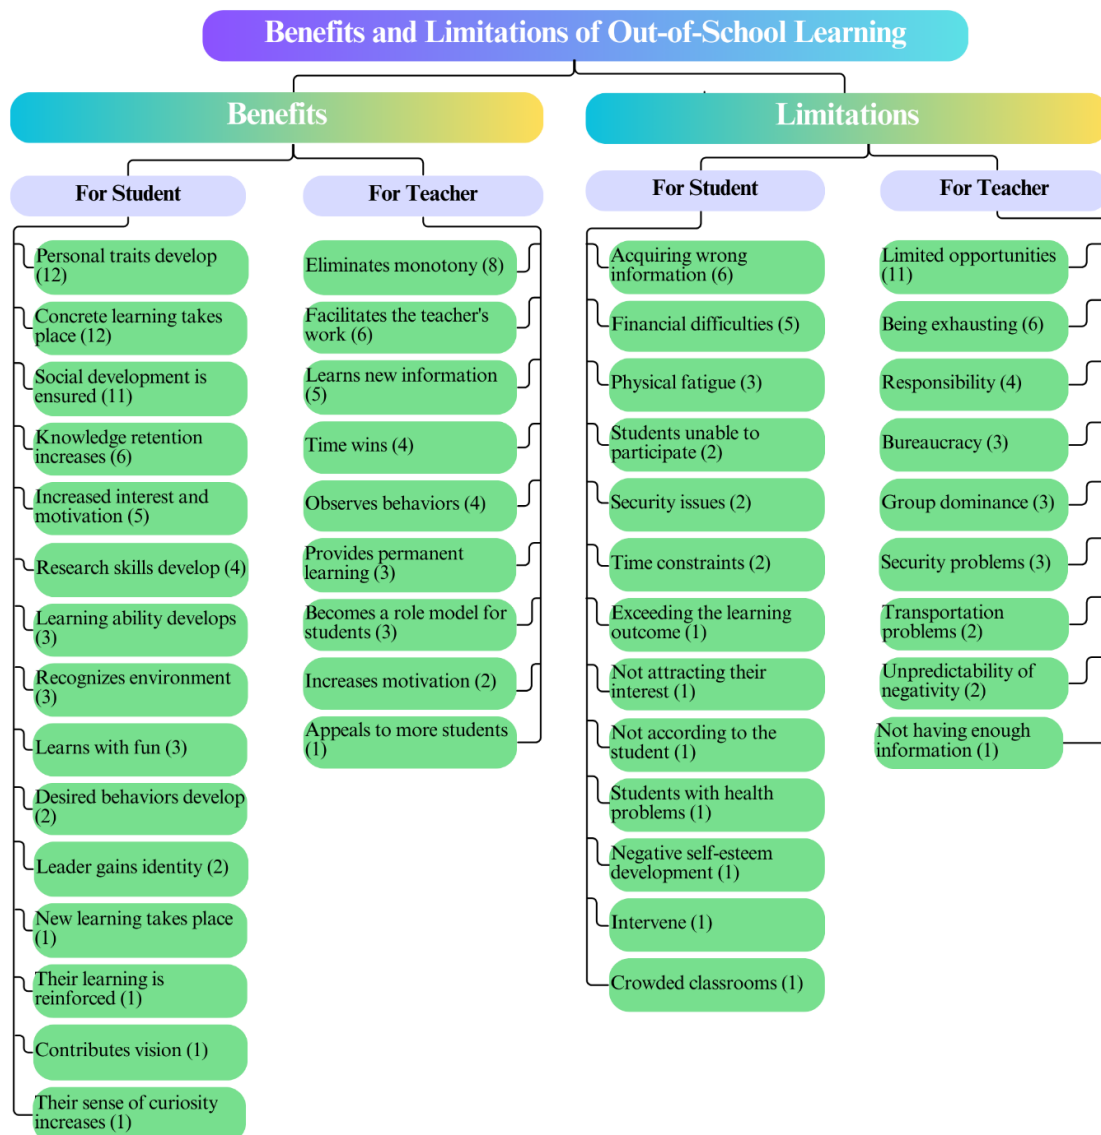 Benefits and Limitations of Out-of-School Learning
Benefits
For Student
Personal traits develop
(12)
Concrete learning takes
place (12)
Social development is
ensured (11)
Knowledge retention
increases (6)
Increased interest and
motivation (5)
Research skills develop (4)
Learning ability develops
(3)
Recognizes environment
(3)
Learns with fun (3)
Desired behaviors develop
(2)
Leader gains identity (2)
New learning takes place
(1)
Their learning is
reinforced (1)
Contributes vision (1)
Their sense of curiosity
increases (1)
For Teacher
Eliminates monotony (8)
Facilitates the teacher's
work (6)
Learns new information
(5)
Time wins (4)
Observes behaviors (4)
Provides permanent
learning (3)
Becomes a role model for
students (3)
Increases motivation (2)
Appeals to more students
(1)
Limitations
For Student
Acquiring wrong
information (6)
Financial difficulties (5)
Physical fatigue (3)
Students unable to
participate (2)
Security issues (2)
Time constraints (2)
Exceeding the learning
outcome (1)
Not attracting their
interest (1)
Not according to the
student (1)
Students with health
problems (1)
Negative self-esteem
development (1)
Intervene (1)
Crowded classrooms (1)
For Teacher
Limited opportunities
(11)
Being exhausting (6)
Responsibility (4)
Bureaucracy (3)
Group dominance (3)
Security problems (3)
Transportation
problems (2)
Unpredictability of
negativity (2)
Not having enough
information (1)